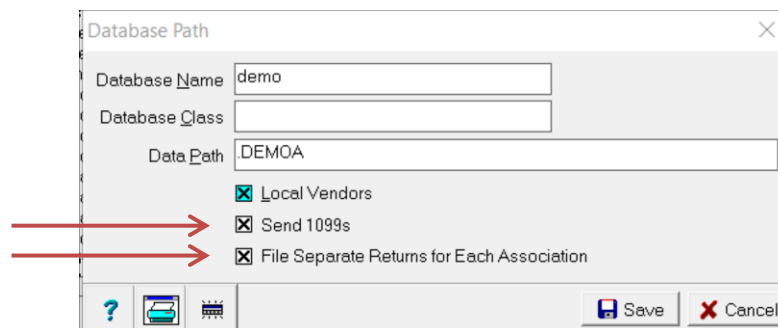 Database Path
Database Name demo
Database Class
Data Path .DEMOA
Local Vendors
Send 1099s
File Separate Returns for Each Association
? Save Cancel